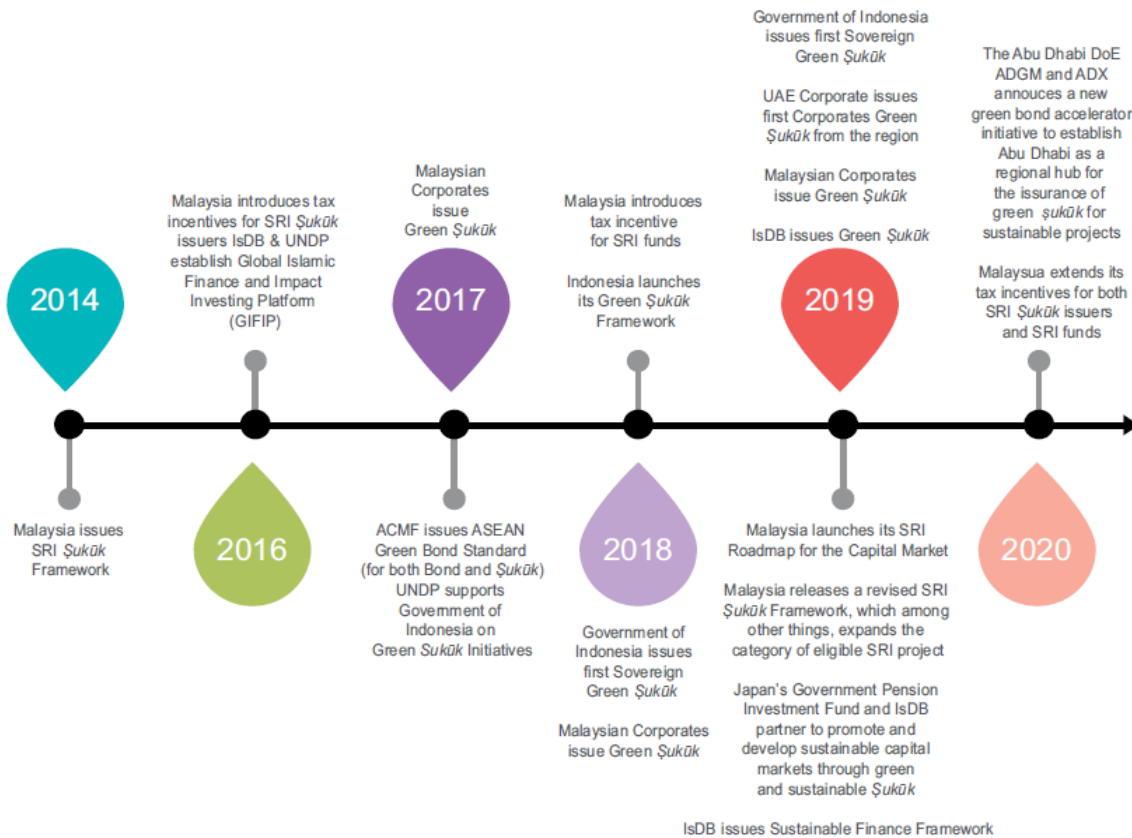 2014
Malaysia issues
SRI Ṣukūk
Framework
Malaysia introduces tax
incentives for SRI Ṣukūk
issuers IsDB & UNDP
establish Global Islamic
Finance and Impact
Investing Platform
(GIFIP)
2016
Malaysian
Corporates
issue
Green Ṣukūk
2017
ACMF issues ASEAN
Green Bond Standard
(for both Bond and Ṣukūk)
UNDP supports
Government of
Indonesia on
Green Sukūk Initiatives
Malaysia introduces
tax incentive
for SRI funds
Indonesia launches
its Green Ṣukūk
Framework
2018
Government of
Indonesia issues
first Sovereign
Green Ṣukūk
Malaysian Corporates
issue Green Ṣukūk
Government of Indonesia
issues first Sovereign
Green Ṣukūk
UAE Corporate issues
first Corporates Green
Ṣukūk from the region
Malaysian Corporates
issue Green Ṣukūk
IsDB issues Green Ṣukūk
2019
Malaysia launches its SRI
Roadmap for the Capital Market
Malaysia releases a revised SRI
Ṣukūk Framework, which among
other things, expands the
category of eligible SRI project
Japan's Government Pension
Investment Fund and IsDB
partner to promote and
develop sustainable capital
markets through green
and sustainable Ṣukūk
IsDB issues Sustainable Finance Framework
The Abu Dhabi DoE
ADGM and ADX
annouces a new
green bond accelerator
initiative to establish
Abu Dhabi as a
regional hub for
the issurance of
green ṣukūk for
sustainable projects
Malaysua extends its
tax incentives for both
SRI Ṣukūk issuers
and SRI funds
2020